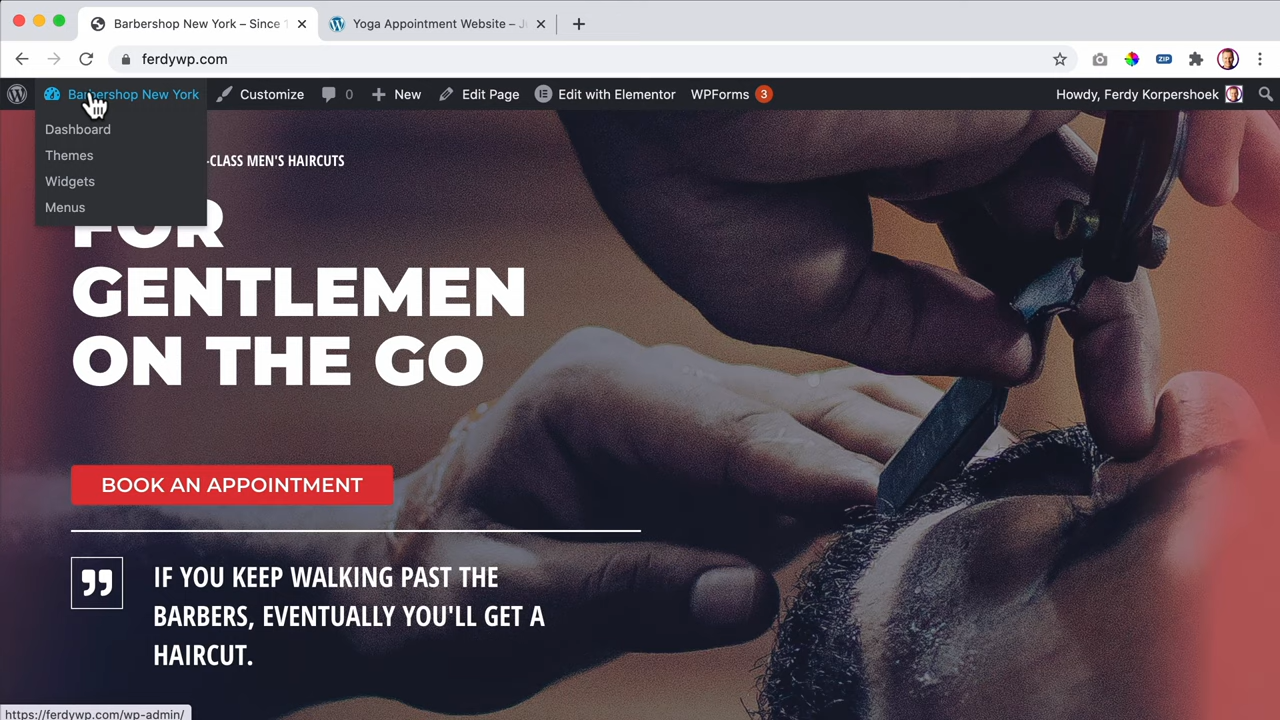 Barbershop New York – Since 1
Yoga Appointment Website – J
ferdywp.com
ZIP
Barbershop New York
Customize
0
New
Edit Page
Edit with Elementor
WPForms 3
Howdy, Ferdy Korpershoek
Dashboard
Themes
Widgets
Menus
-CLASS MEN'S HAIRCUTS
FOR
GENTLEMEN
ON THE GO
BOOK AN APPOINTMENT
IF YOU KEEP WALKING PAST THE
BARBERS, EVENTUALLY YOU'LL GET A
HAIRCUT.
https://ferdywp.com/wp-admin/